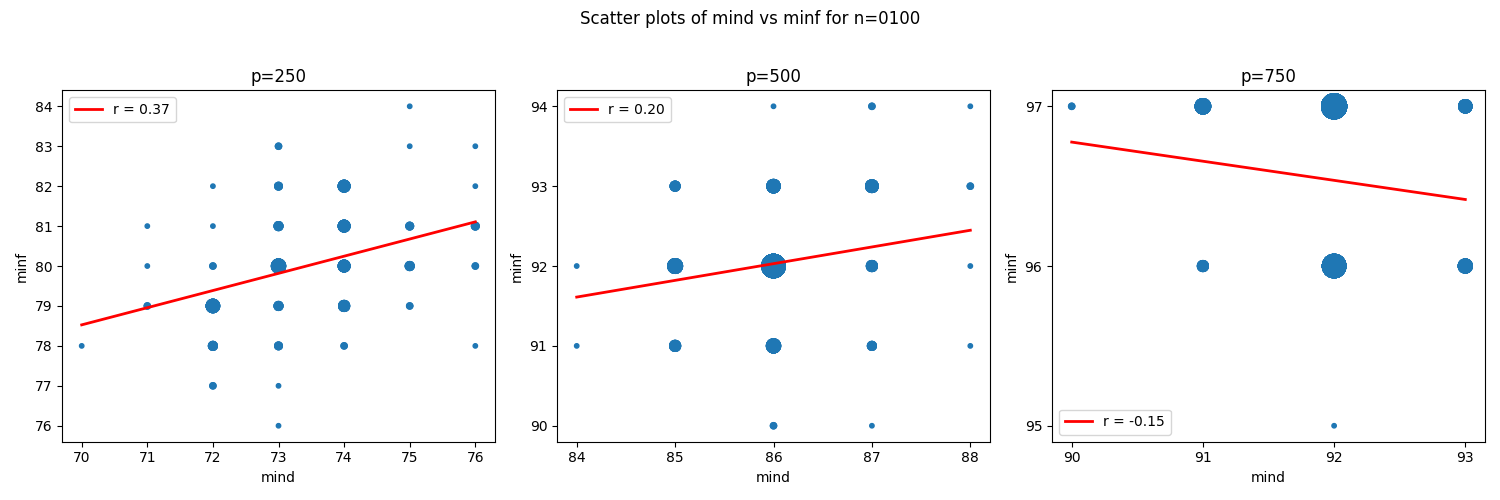 Scatter plots of mind vs minf for n=0100
p=250
r = 0.37
84
83
82
81
80
79
78
77
76
minf
70 71 72 73 74 75 76
mind
p=500
r = 0.20
94
93
92
91
90
minf
84 85 86 87 88
mind
p=750
97
96
95
minf
r = -0.15
90 91 92 93
mind